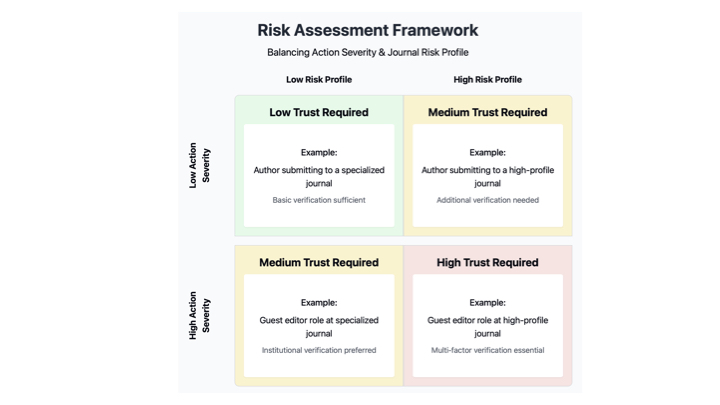 Risk Assessment Framework
Balancing Action Severity & Journal Risk Profile
Low Risk Profile
High Risk Profile
Low Action
Severity
Low Trust Required
Example:
Author submitting to a specialized
journal
Basic verification sufficient
Medium Trust Required
Example:
Author submitting to a high-profile
journal
Additional verification needed
High Action
Severity
Medium Trust Required
Example:
Guest editor role at specialized
journal
Institutional verification preferred
High Trust Required
Example:
Guest editor role at high-profile
journal
Multi-factor verification essential